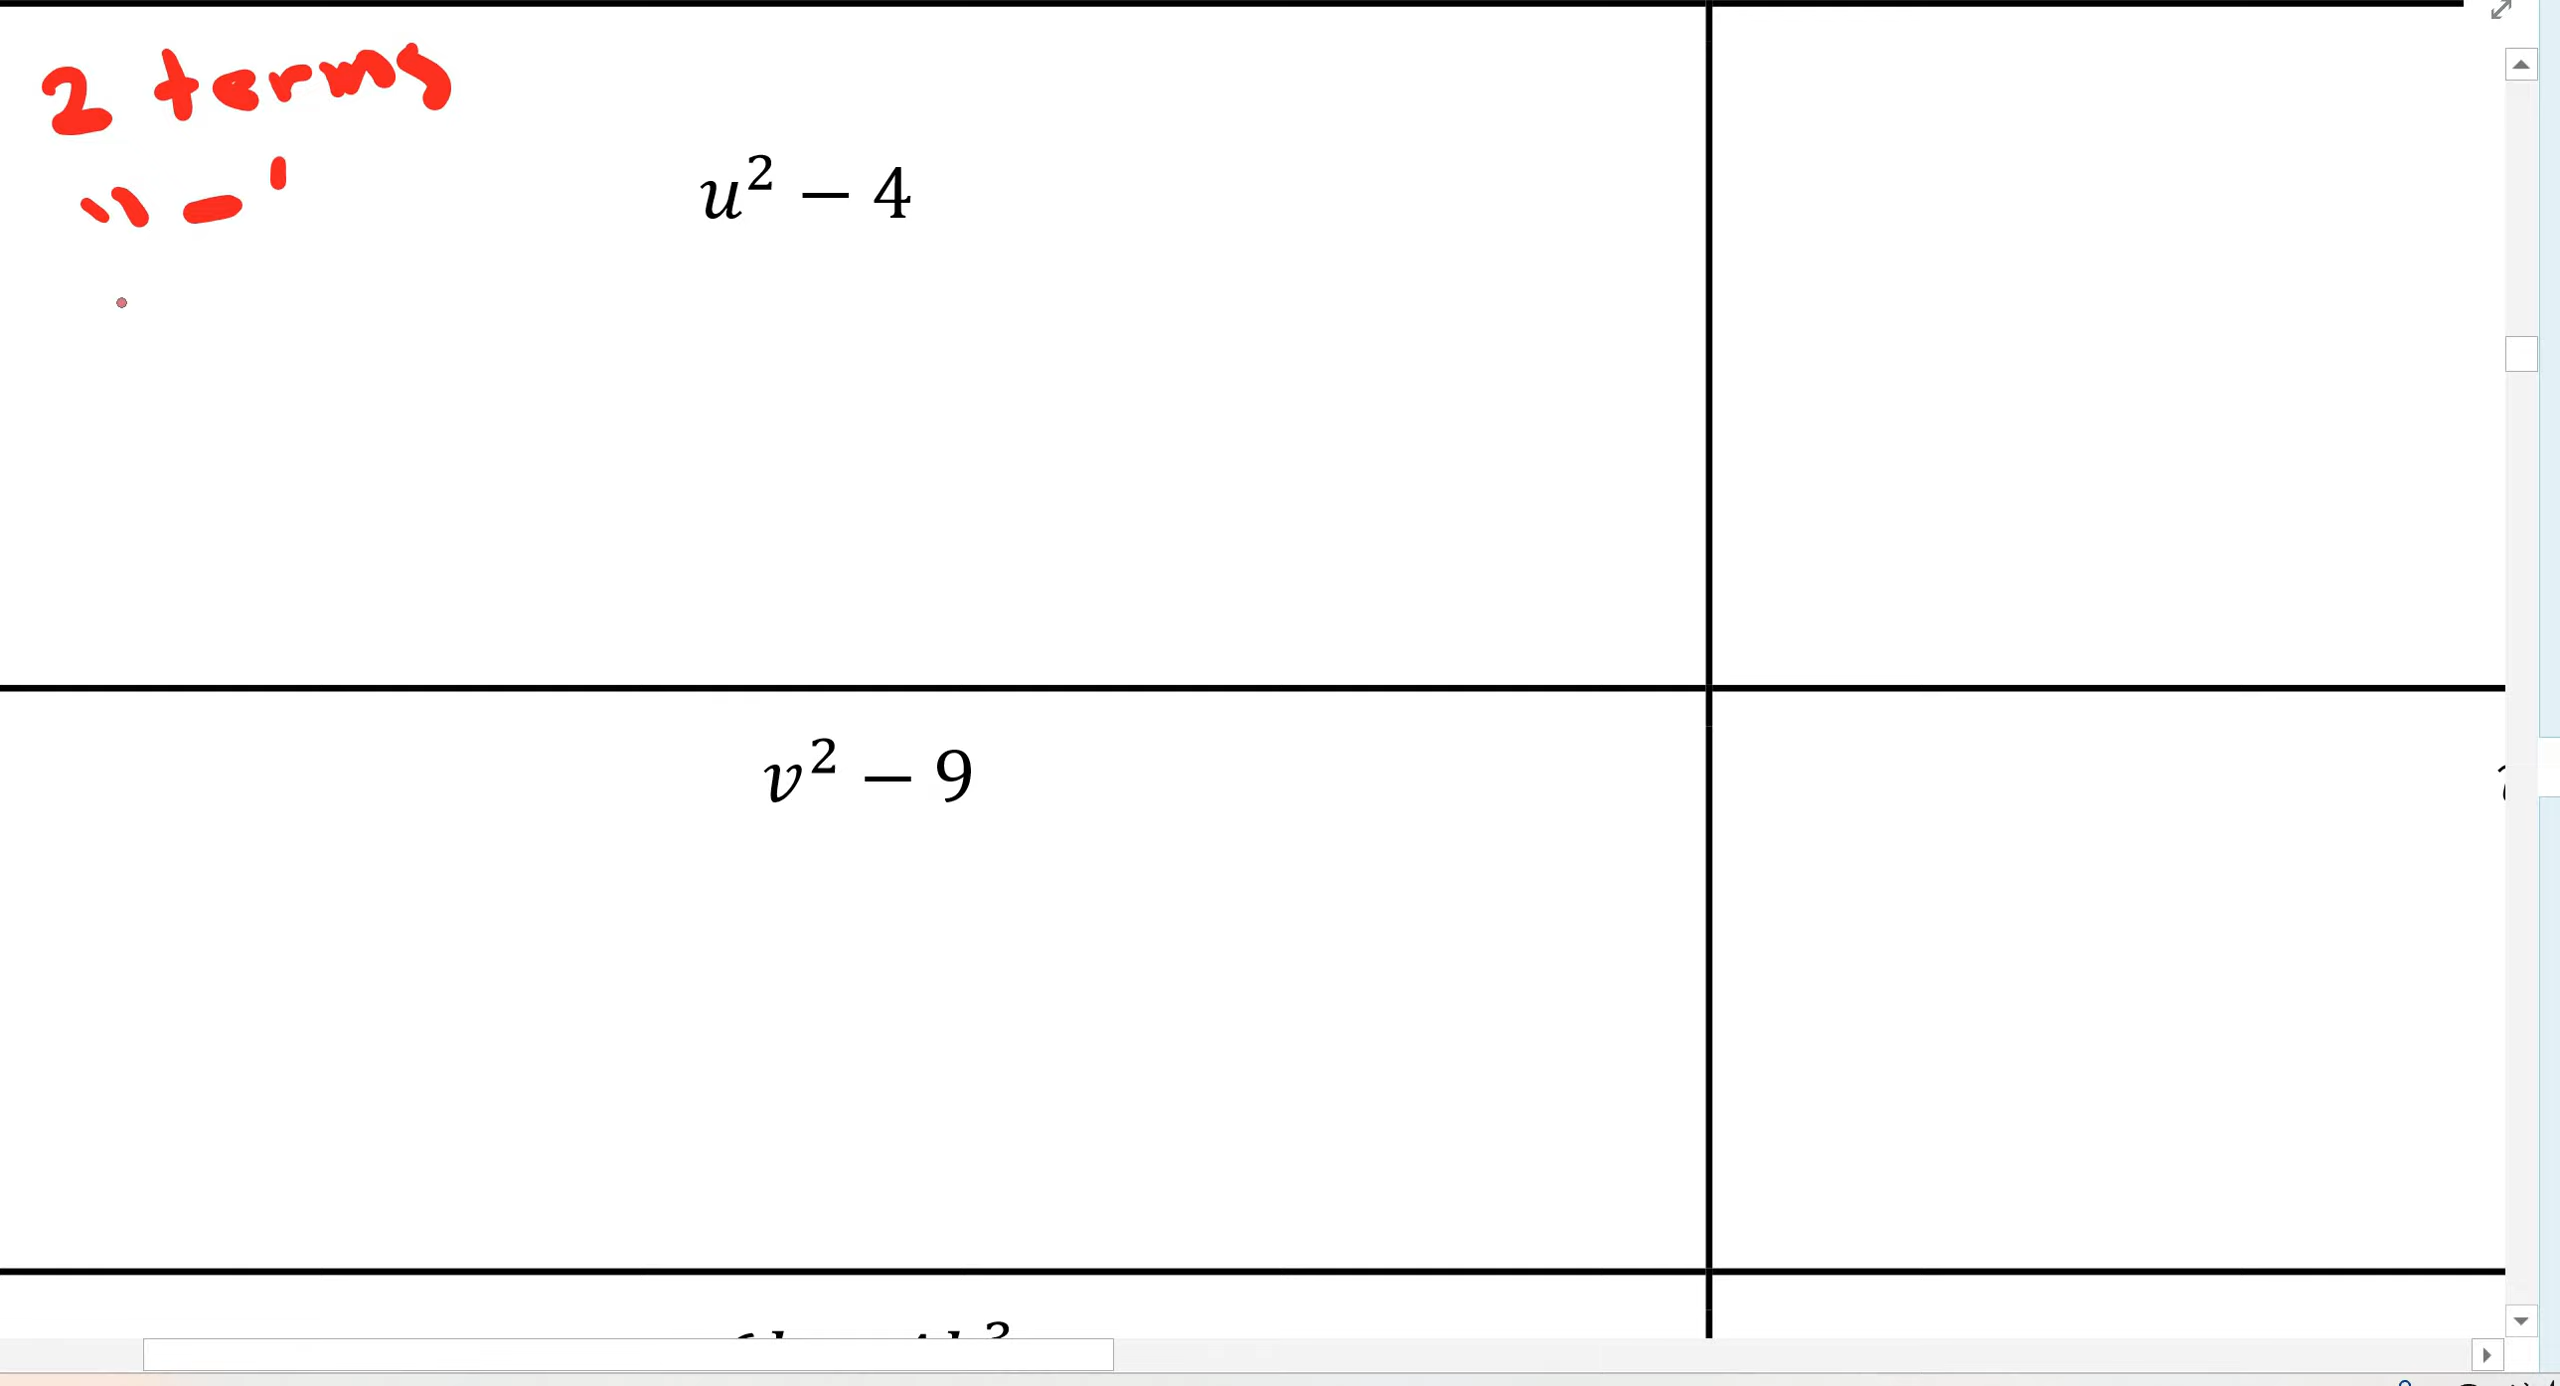 2 terms
" - '
u² − 4
v² − 9